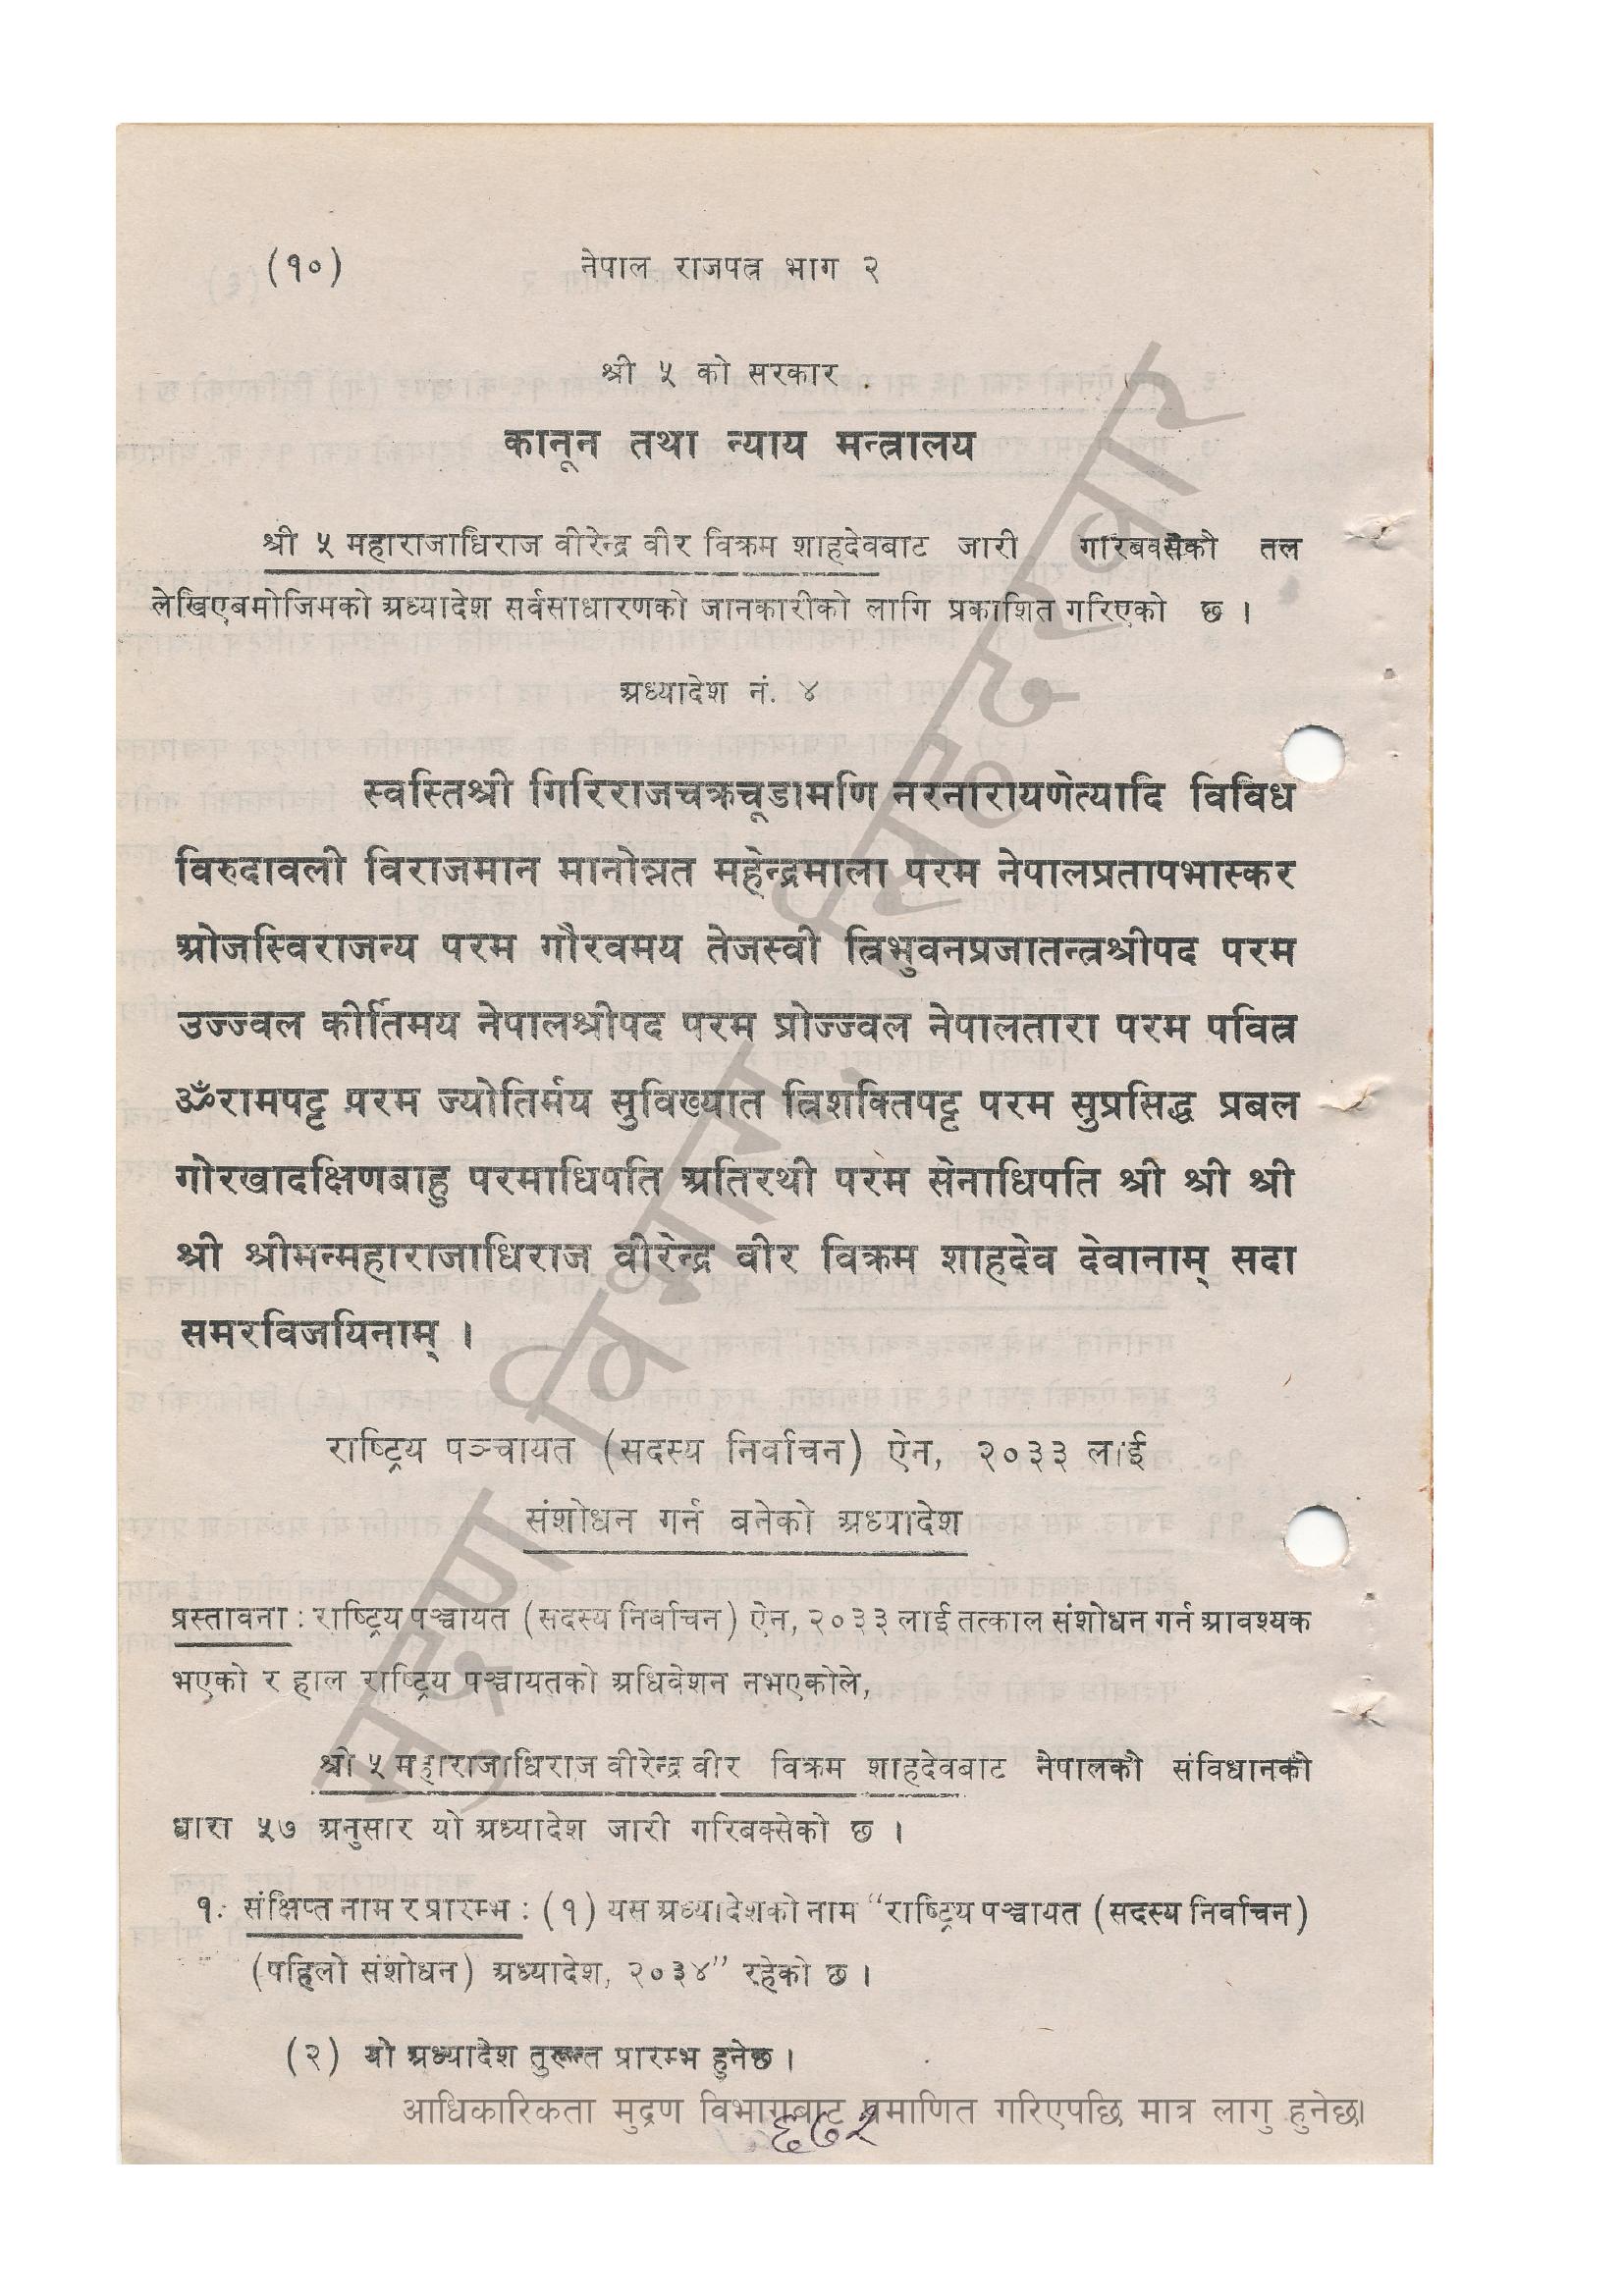 (१०) नेपाल राजपत्र भाग २
श्री ५ को सरकार
कानून तथा न्याय मन्त्रालय
श्री ५ महाराजाधिराज वीरेन्द्र वीर विक्रम शाहदेवबाट जारी गरिबक्सेको तल
लेखिएबमोजिमको अध्यादेश सर्वसाधारणको जानकारीको लागि प्रकाशित गरिएको छ ।
अध्यादेश नं. ४
स्वस्तिश्री गिरिराजचक्रचूडामणि नरनारायणेत्यादि विविध
विरुदावली विराजमान मानोन्नत महेन्द्रमाला परम नेपालप्रतापभास्कर
ओजस्विराजन्य परम गौरवमय तेजस्वी त्रिभुवनप्रजातन्त्रश्रीपद परम
उज्ज्वल कीर्तिमय नेपालश्रीपद परम प्रोज्ज्वल नेपालतारा परम पवित्र
ॐरामपट्ट परम ज्योतिर्मय सुविख्यात त्रिशक्तिपट्ट परम सुप्रसिद्ध प्रबल
गोरखादक्षिणबाहु परमाधिपति अतिरथी परम सेनाधिपति श्री श्री श्री
श्री श्रीमन्महाराजाधिराज वीरेन्द्र वीर विक्रम शाहदेव देवानाम् सदा
समरविजयिनाम् ।
राष्ट्रिय पञ्चायत (सदस्य निर्वाचन) ऐन, २०३३ लाई
संशोधन गर्न बनेको अध्यादेश
प्रस्तावना : राष्ट्रिय पञ्चायत (सदस्य निर्वाचन) ऐन, २०३३ लाई तत्काल संशोधन गर्न आवश्यक
भएको र हाल राष्ट्रिय पञ्चायतको अधिवेशन नभएकोले,
श्री ५ महाराजाधिराज वीरेन्द्र वीर विक्रम शाहदेवबाट नेपालको संविधानको
धारा ५७ अनुसार यो अध्यादेश जारी गरिबक्सेको छ ।
१. संक्षिप्त नाम र प्रारम्भ : (१) यस अध्यादेशको नाम “राष्ट्रिय पञ्चायत (सदस्य निर्वाचन)
(पहिलो संशोधन) अध्यादेश, २०३४” रहेको छ ।
(२) यो अध्यादेश तुरुन्त प्रारम्भ हुनेछ ।
आधिकारिकता मुद्रण विभागबाट प्रमाणित गरिएपछि मात्र लागु हुनेछ।
६७२
मुद्रण विभाग, सिंहदरबार